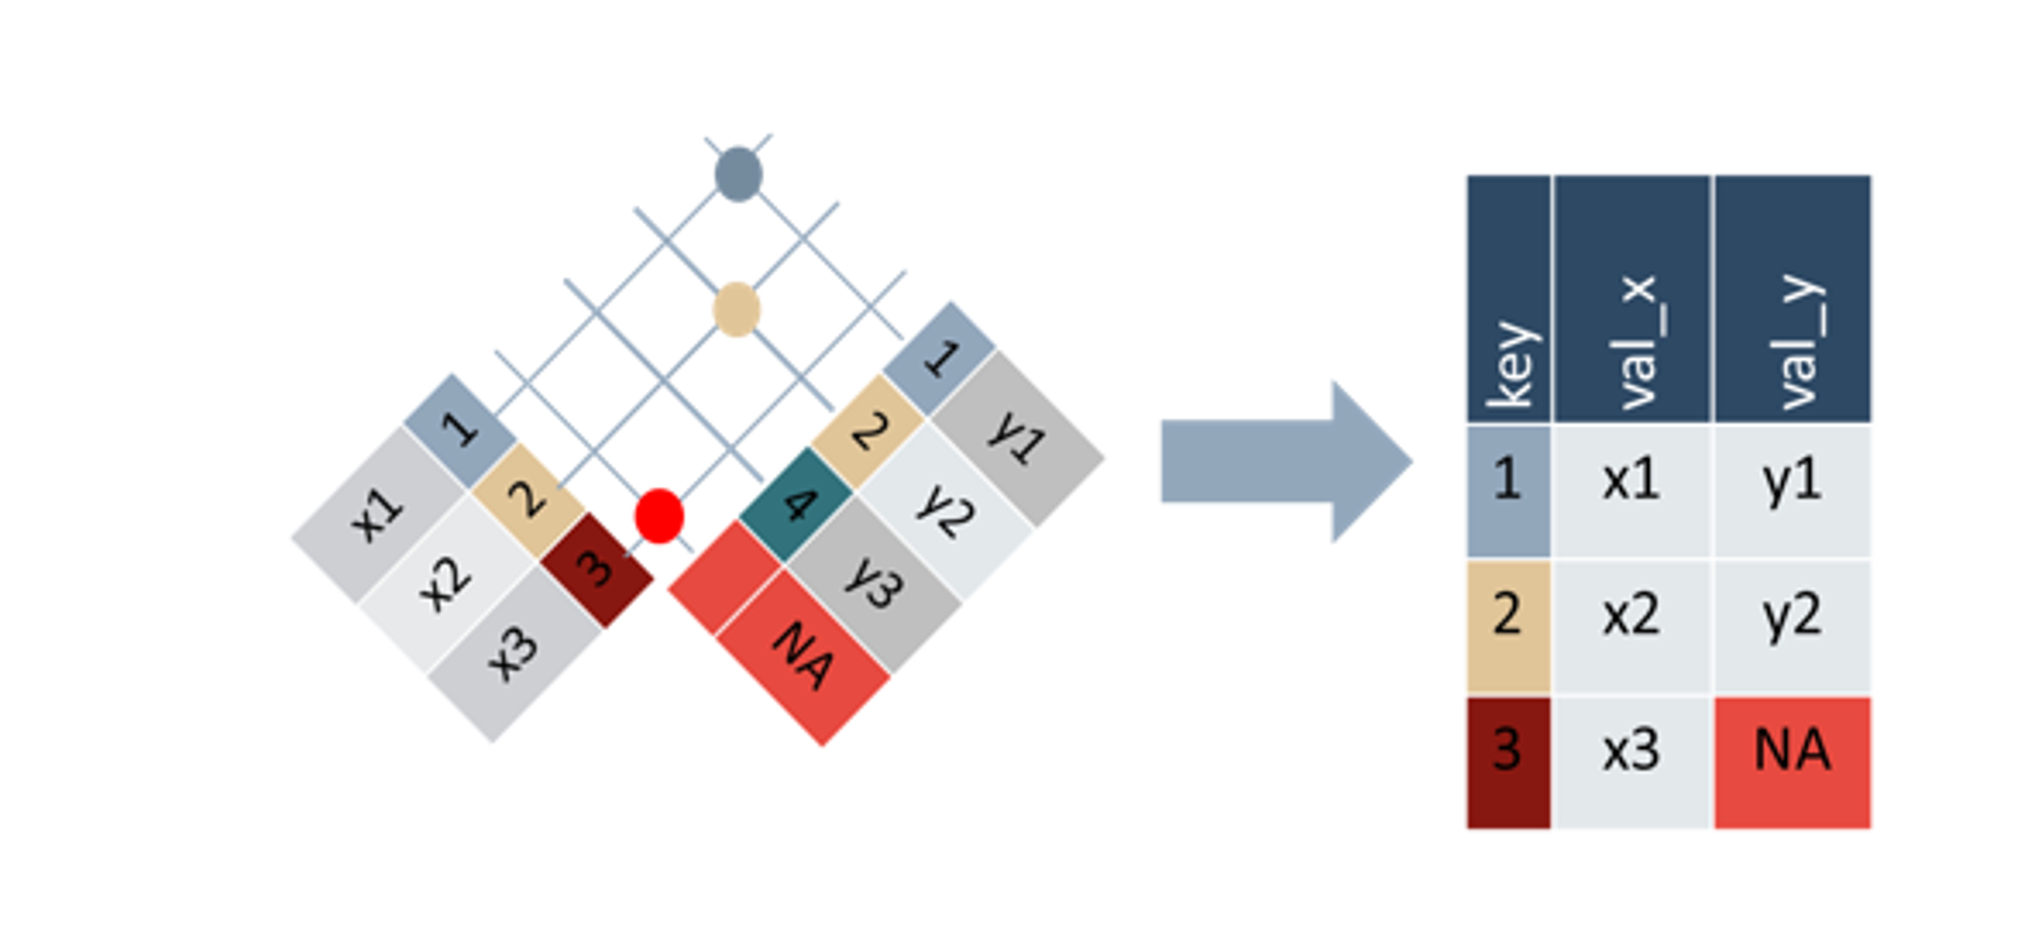 1 x1
2 x2
3 x3
1 y1
2 y2
4 y3
NA
key val_x val_y
1 x1 y1
2 x2 y2
3 x3 NA